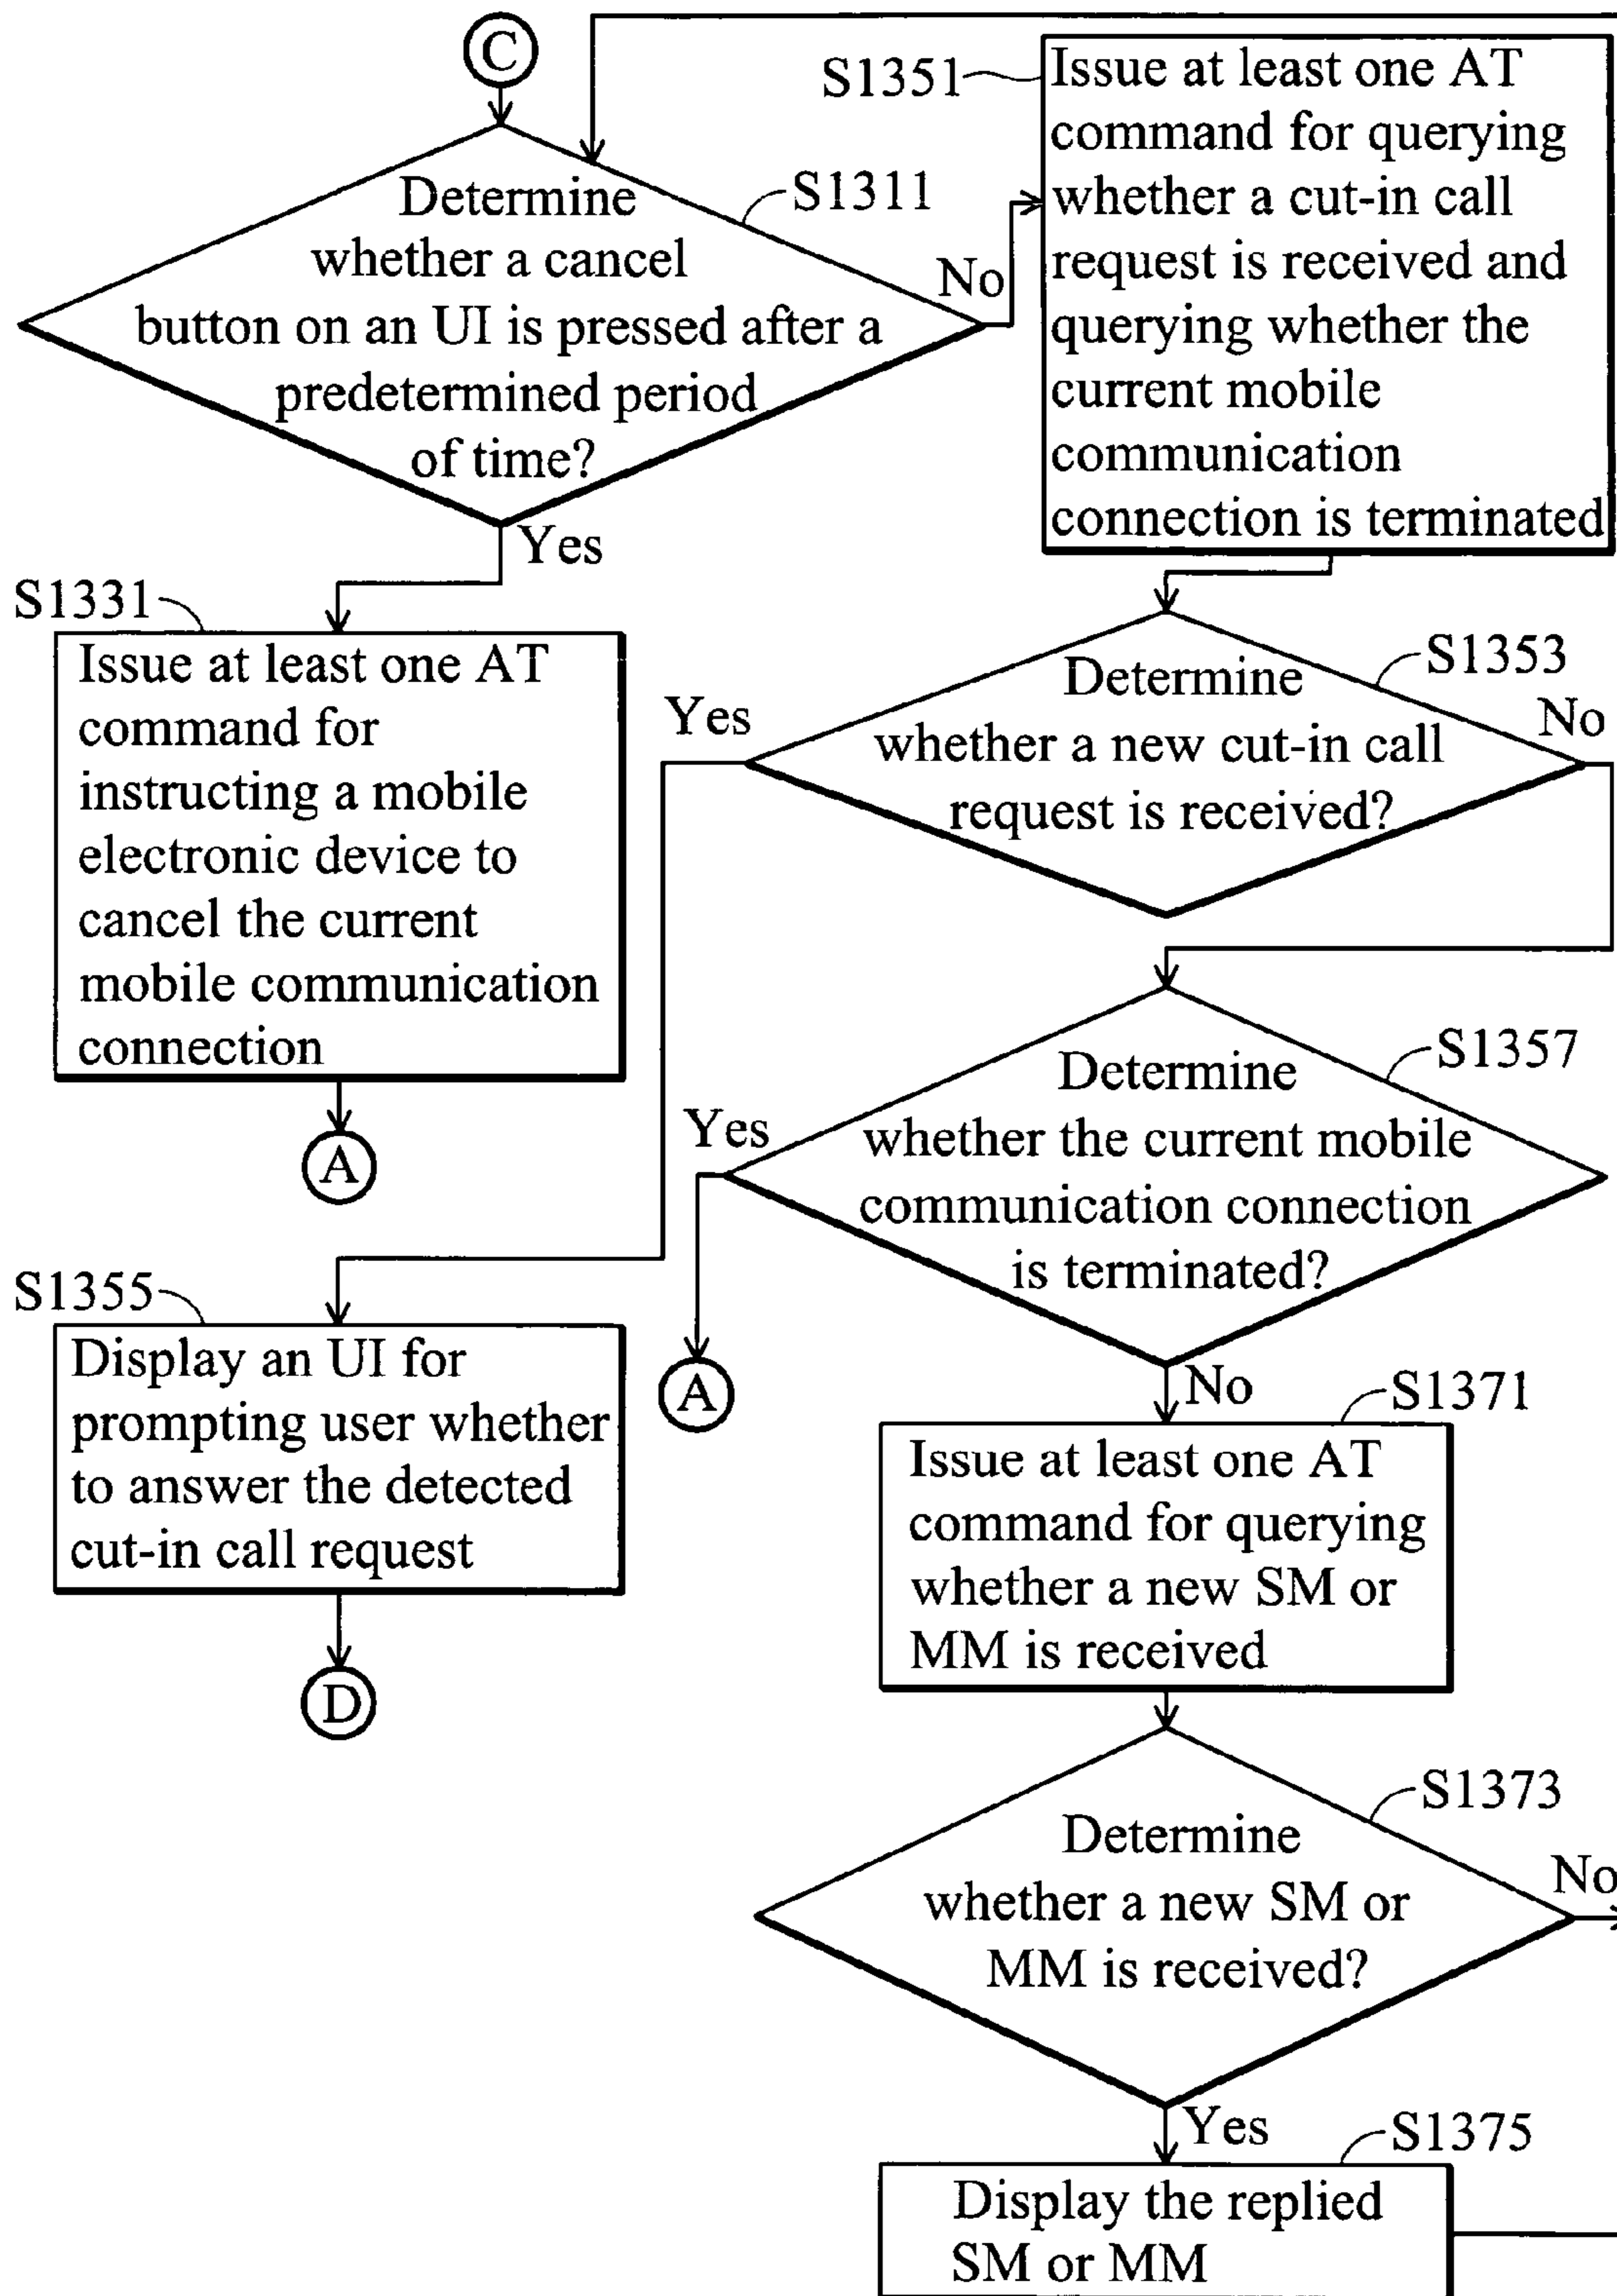 C
Determine
whether a cancel
button on an UI is pressed after a
predetermined period
of time?
S1311
No
Yes
S1351
Issue at least one AT
command for querying
whether a cut-in call
request is received and
querying whether the
current mobile
communication
connection is terminated
S1331
Issue at least one AT
command for
instructing a mobile
electronic device to
cancel the current
mobile communication
connection
A
S1353
Determine
whether a new cut-in call
request is received?
Yes
No
S1355
Display an UI for
prompting user whether
to answer the detected
cut-in call request
D
S1357
Determine
whether the current mobile
communication connection
is terminated?
Yes
A
No
S1371
Issue at least one AT
command for querying
whether a new SM or
MM is received
S1373
Determine
whether a new SM or
MM is received?
No
Yes
S1375
Display the replied
SM or MM